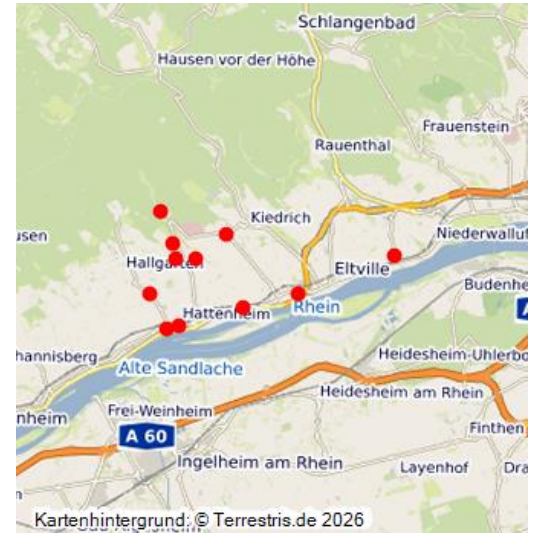 Schlangenbad
Hausen vor der Höhe
Frauenstein
Rauenthal
Kiedrich
Niederwalluf
usen
Hallgarten
Eltville
Budenhe
Rhein
Hattenheim
A
hannisberg
Heidesheim-Uhlerbo
Alte Sandlache
Heidesheim am Rhein
nheim
Frei-Weinheim
Finthen
A 60
Ingelheim am Rhein
Layenhof
Dra
Kartenhintergrund: © Terrestris.de 2026